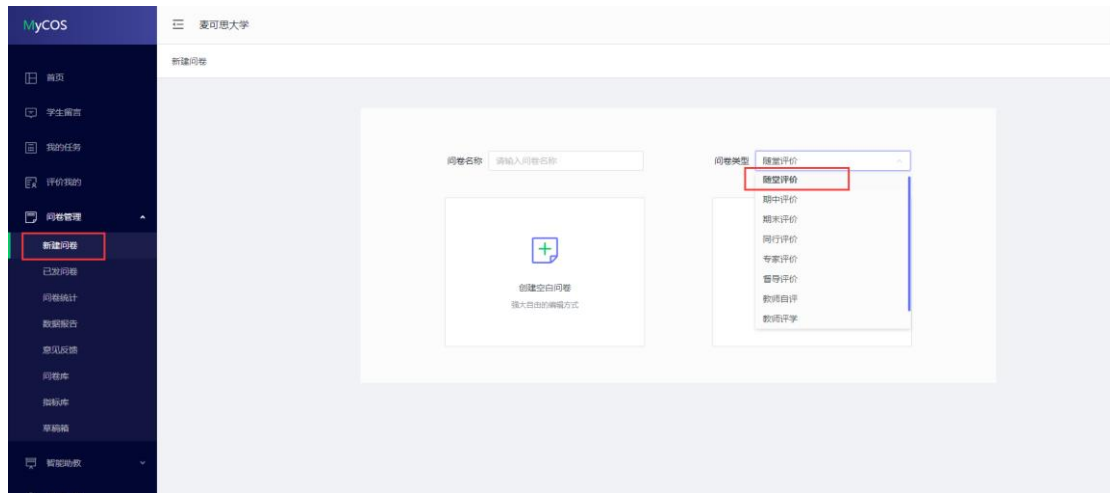 MyCOS
麦可思大学
新建问卷
首页
学生留言
我的任务
评价我的
问卷管理
新建问卷
已发问卷
问卷统计
数据报告
意见反馈
问卷库
指标库
草稿箱
智能助教
问卷名称 请输入问卷名称
问卷类型 随堂评价
随堂评价
期中评价
期末评价
同行评价
专家评价
督导评价
教师自评
教师评学
创建空白问卷
强大自由的编辑方式